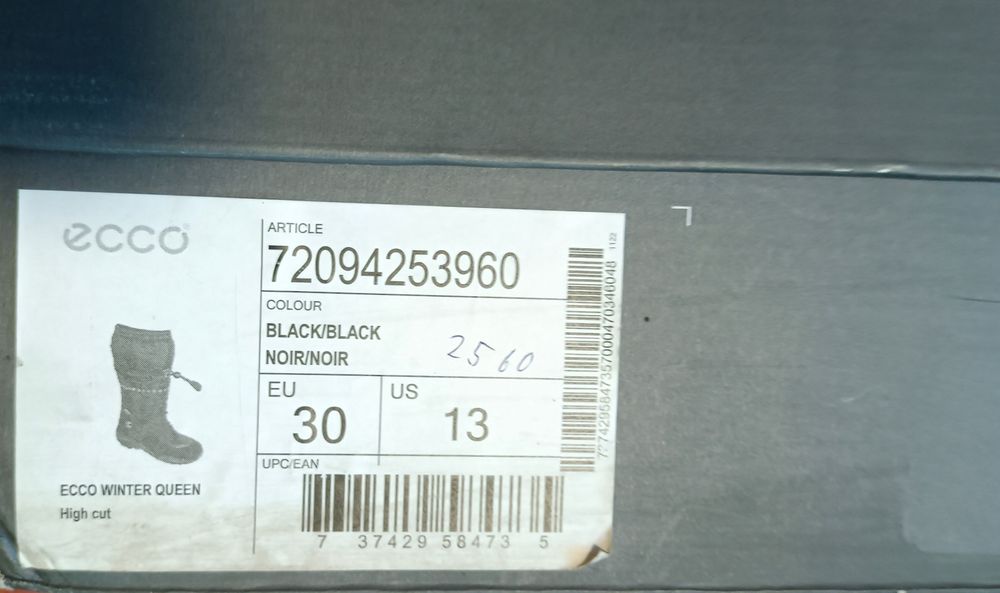 ecco
ARTICLE
72094253960
COLOUR
BLACK/BLACK
NOIR/NOIR
2560
EU
30
US
13
UPC/EAN
7 37429 58473 5
ECCO WINTER QUEEN
High cut
1122